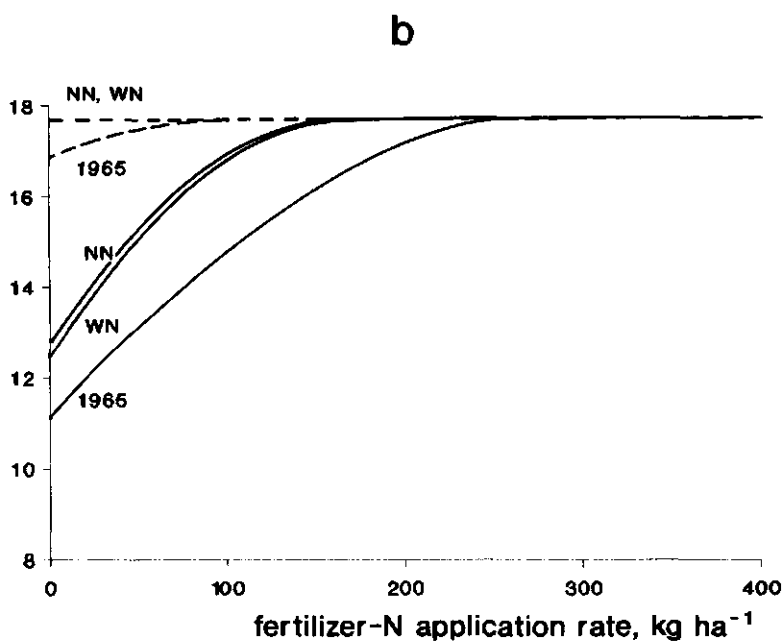 b
NN, WN
18
1965
16
NN
14
WN
12
1965
10
8
0 100 200 300 400
fertilizer-N application rate, kg ha⁻¹